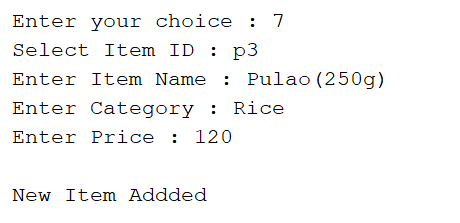 Enter your choice : 7
Select Item ID : p3
Enter Item Name : Pulao(250g)
Enter Category : Rice
Enter Price : 120
New Item Addded